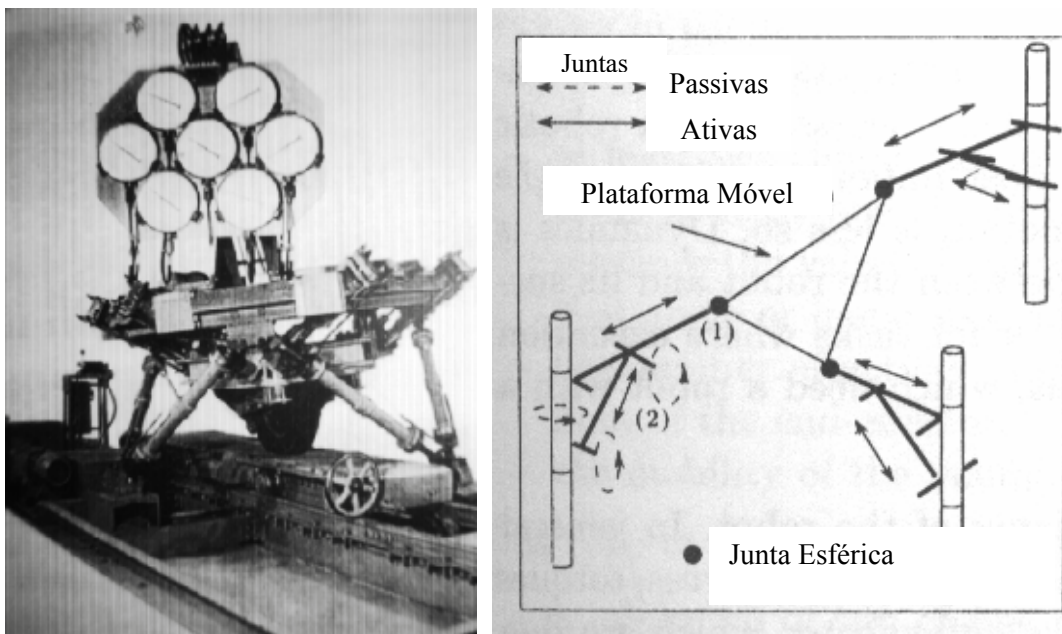 Juntas
Passivas
Ativas
Plataforma Móvel
(1)
(2)
Junta Esférica